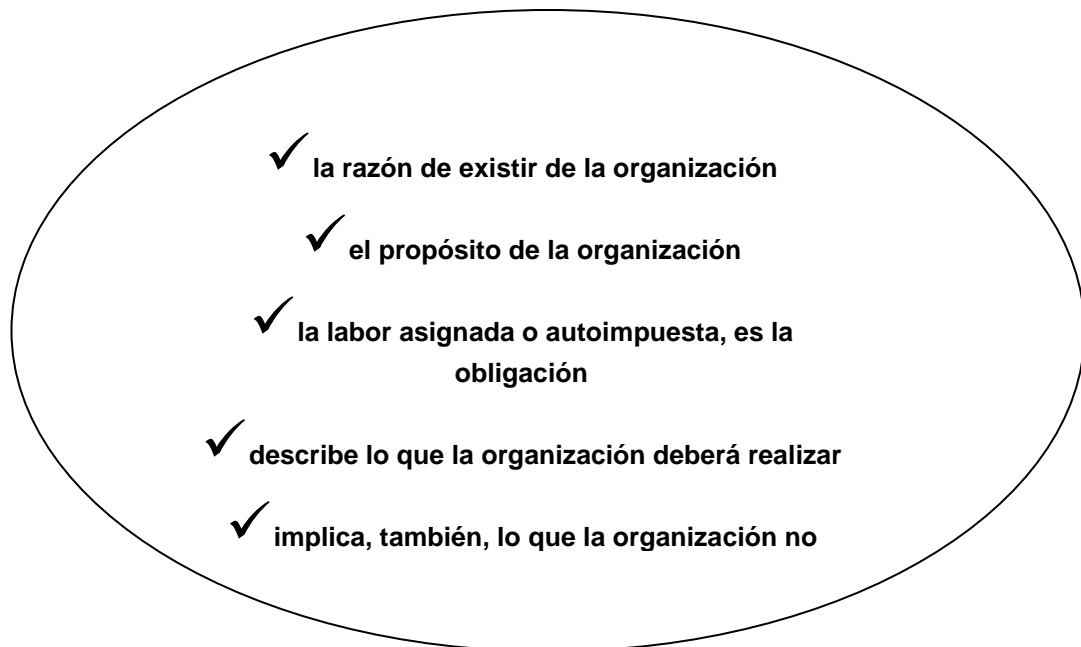 ✓ la razón de existir de la organización
✓ el propósito de la organización
✓ la labor asignada o autoimpuesta, es la
obligación
✓ describe lo que la organización deberá realizar
✓ implica, también, lo que la organización no